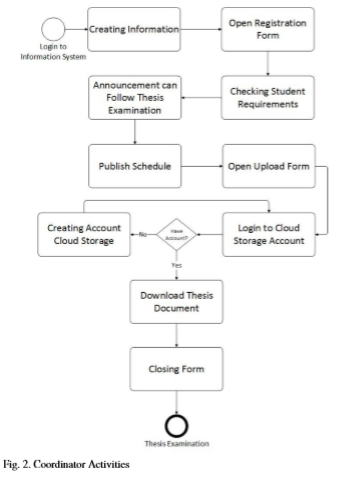 Login to
Information System
Creating Information
Open Registration
Form
Checking Student
Requirements
Announcement can
Follow Thesis
Examination
Publish Schedule
Open Upload Form
Login to Cloud
Storage Account
Have
Account?
No
Creating Account
Cloud Storage
Yes
Download Thesis
Document
Closing Form
Thesis Examination
Fig. 2. Coordinator Activities